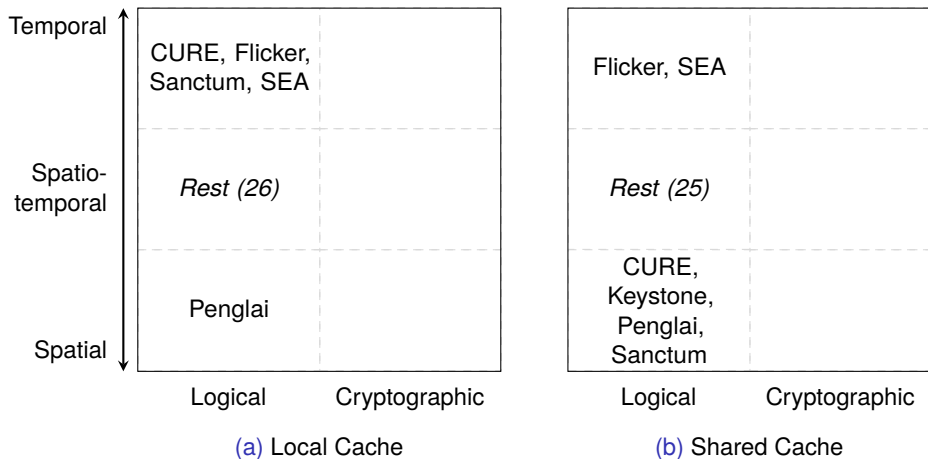 Temporal
CURE, Flicker,
Sanctum, SEA
Flicker, SEA
Spatio-
temporal
Rest (26)
Rest (25)
Penglai
CURE,
Keystone,
Penglai,
Sanctum
Spatial
Logical
Cryptographic
Logical
Cryptographic
(a) Local Cache
(b) Shared Cache